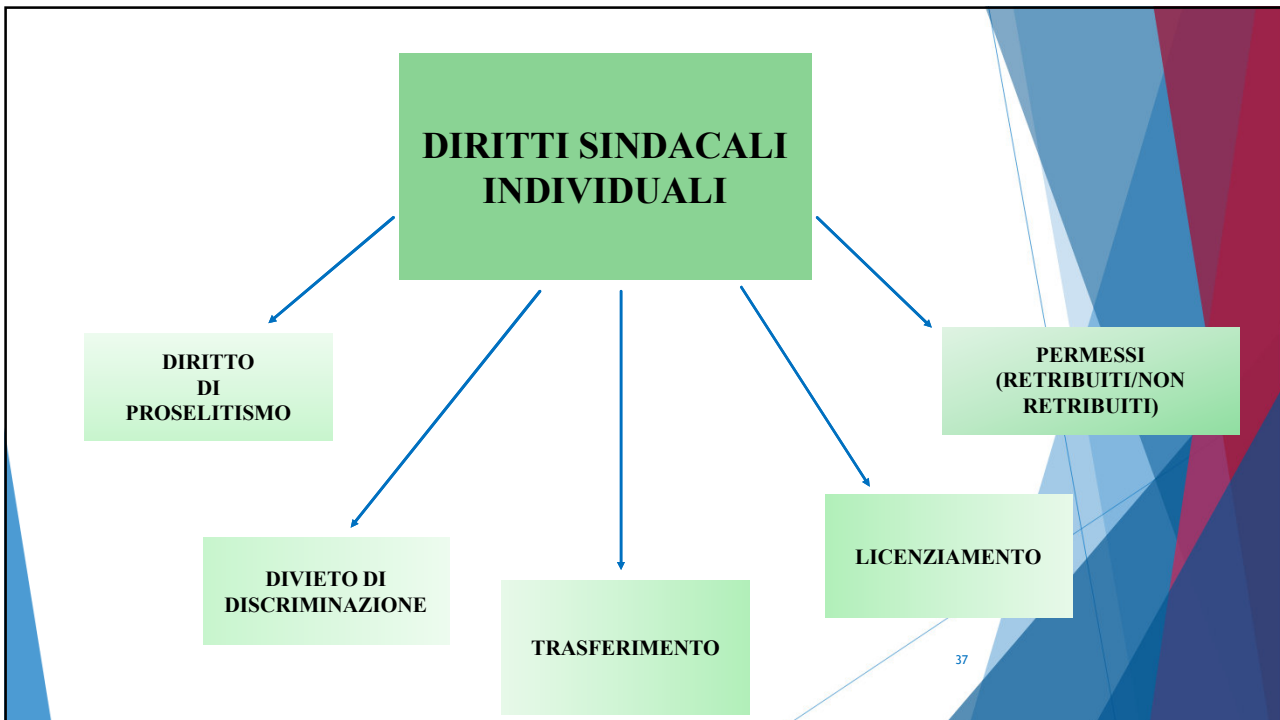 DIRITTI SINDACALI
INDIVIDUALI
DIRITTO
DI
PROSELITISMO
PERMESSI
(RETRIBUITI/NON
RETRIBUITI)
DIVIETO DI
DISCRIMINAZIONE
TRASFERIMENTO
LICENZIAMENTO
37